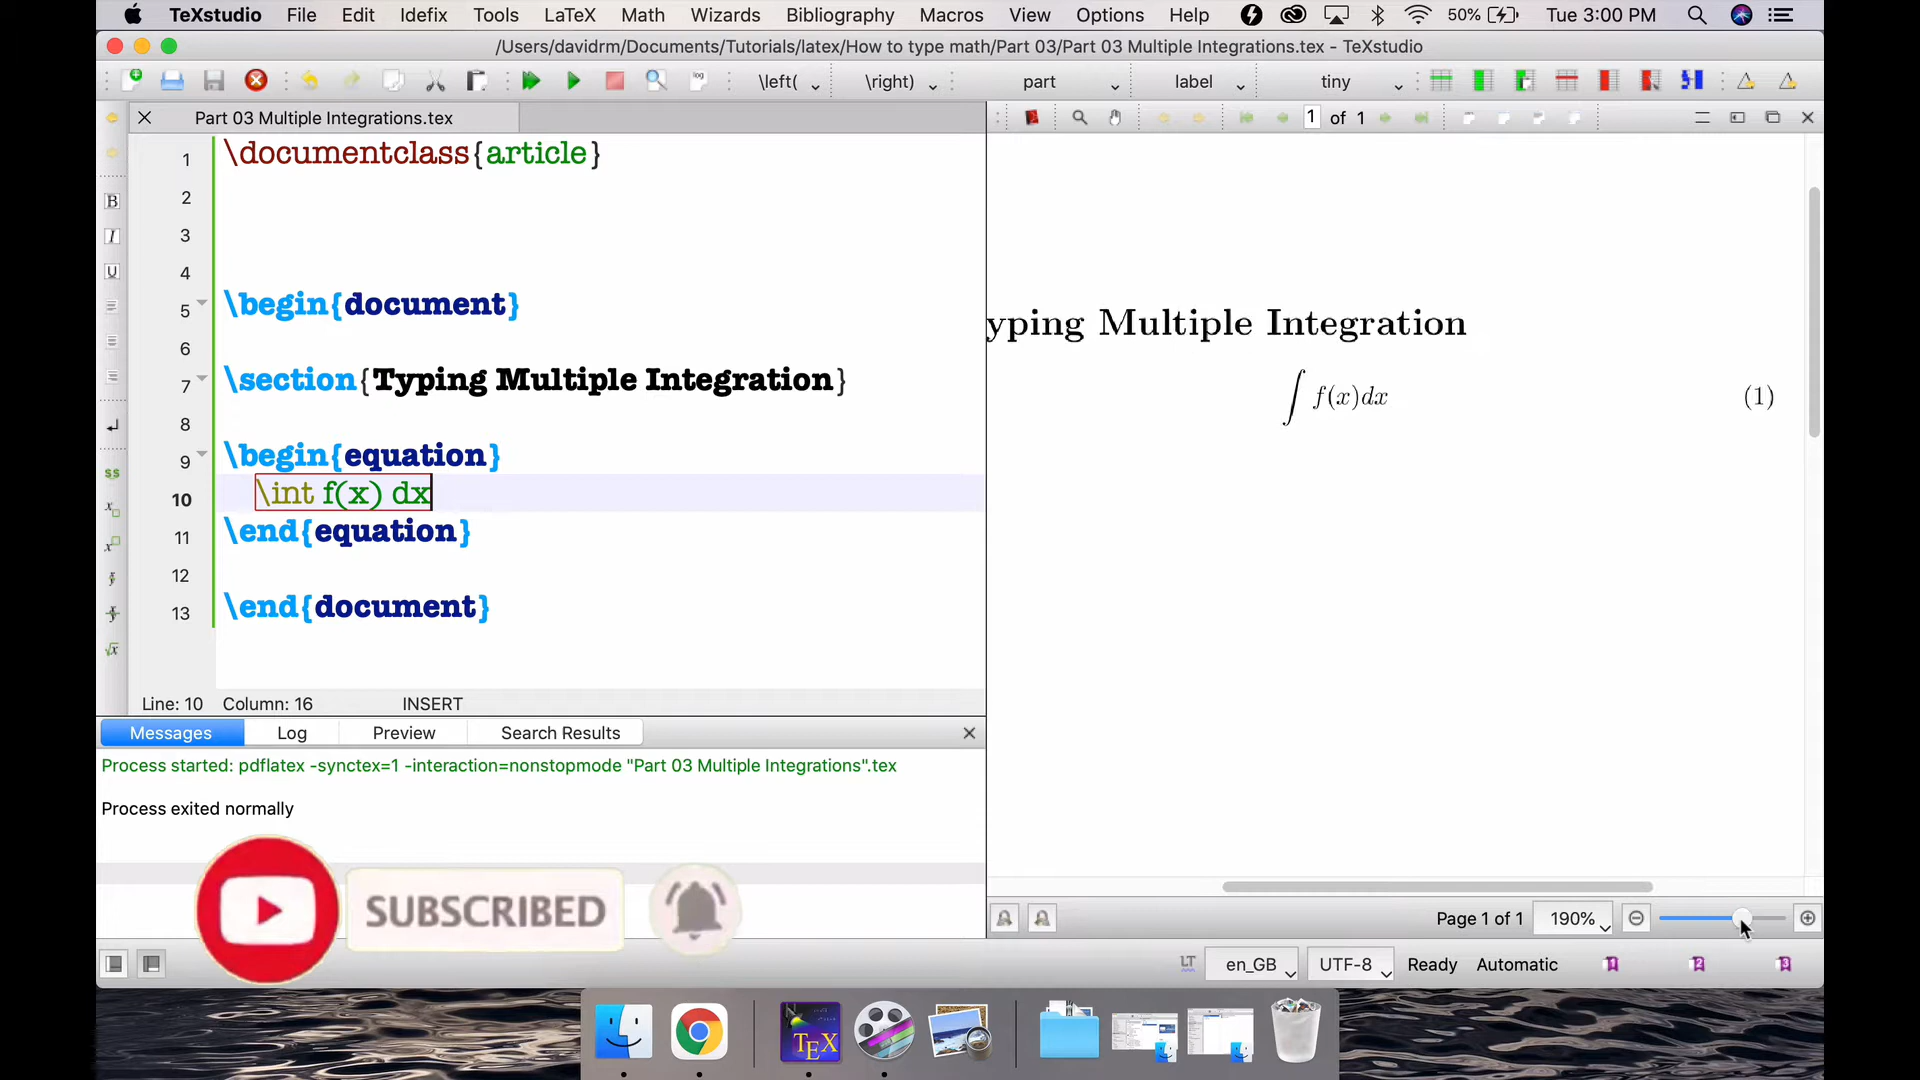 TeXstudio File Edit Idefix Tools LaTeX Math Wizards Bibliography Macros View Options Help 50% Tue 3:00 PM
/Users/davidrm/Documents/Tutorials/latex/How to type math/Part 03/Part 03 Multiple Integrations.tex - TeXstudio
log \left( \right) part label tiny
Part 03 Multiple Integrations.tex
1 of 1
1 \documentclass{article}
2
3
4
5 \begin{document}
6
7 \section{Typing Multiple Integration}
8
9 \begin{equation}
10 \int f(x) dx
11 \end{equation}
12
13 \end{document}
B
I
U
$$
yping Multiple Integration
∫ f(x)dx (1)
Line: 10 Column: 16 INSERT
Messages Log Preview Search Results
Process started: pdflatex -synctex=1 -interaction=nonstopmode "Part 03 Multiple Integrations".tex
Process exited normally
SUBSCRIBED
Page 1 of 1 190%
LT en_GB UTF-8 Ready Automatic 1 2 3
TEX